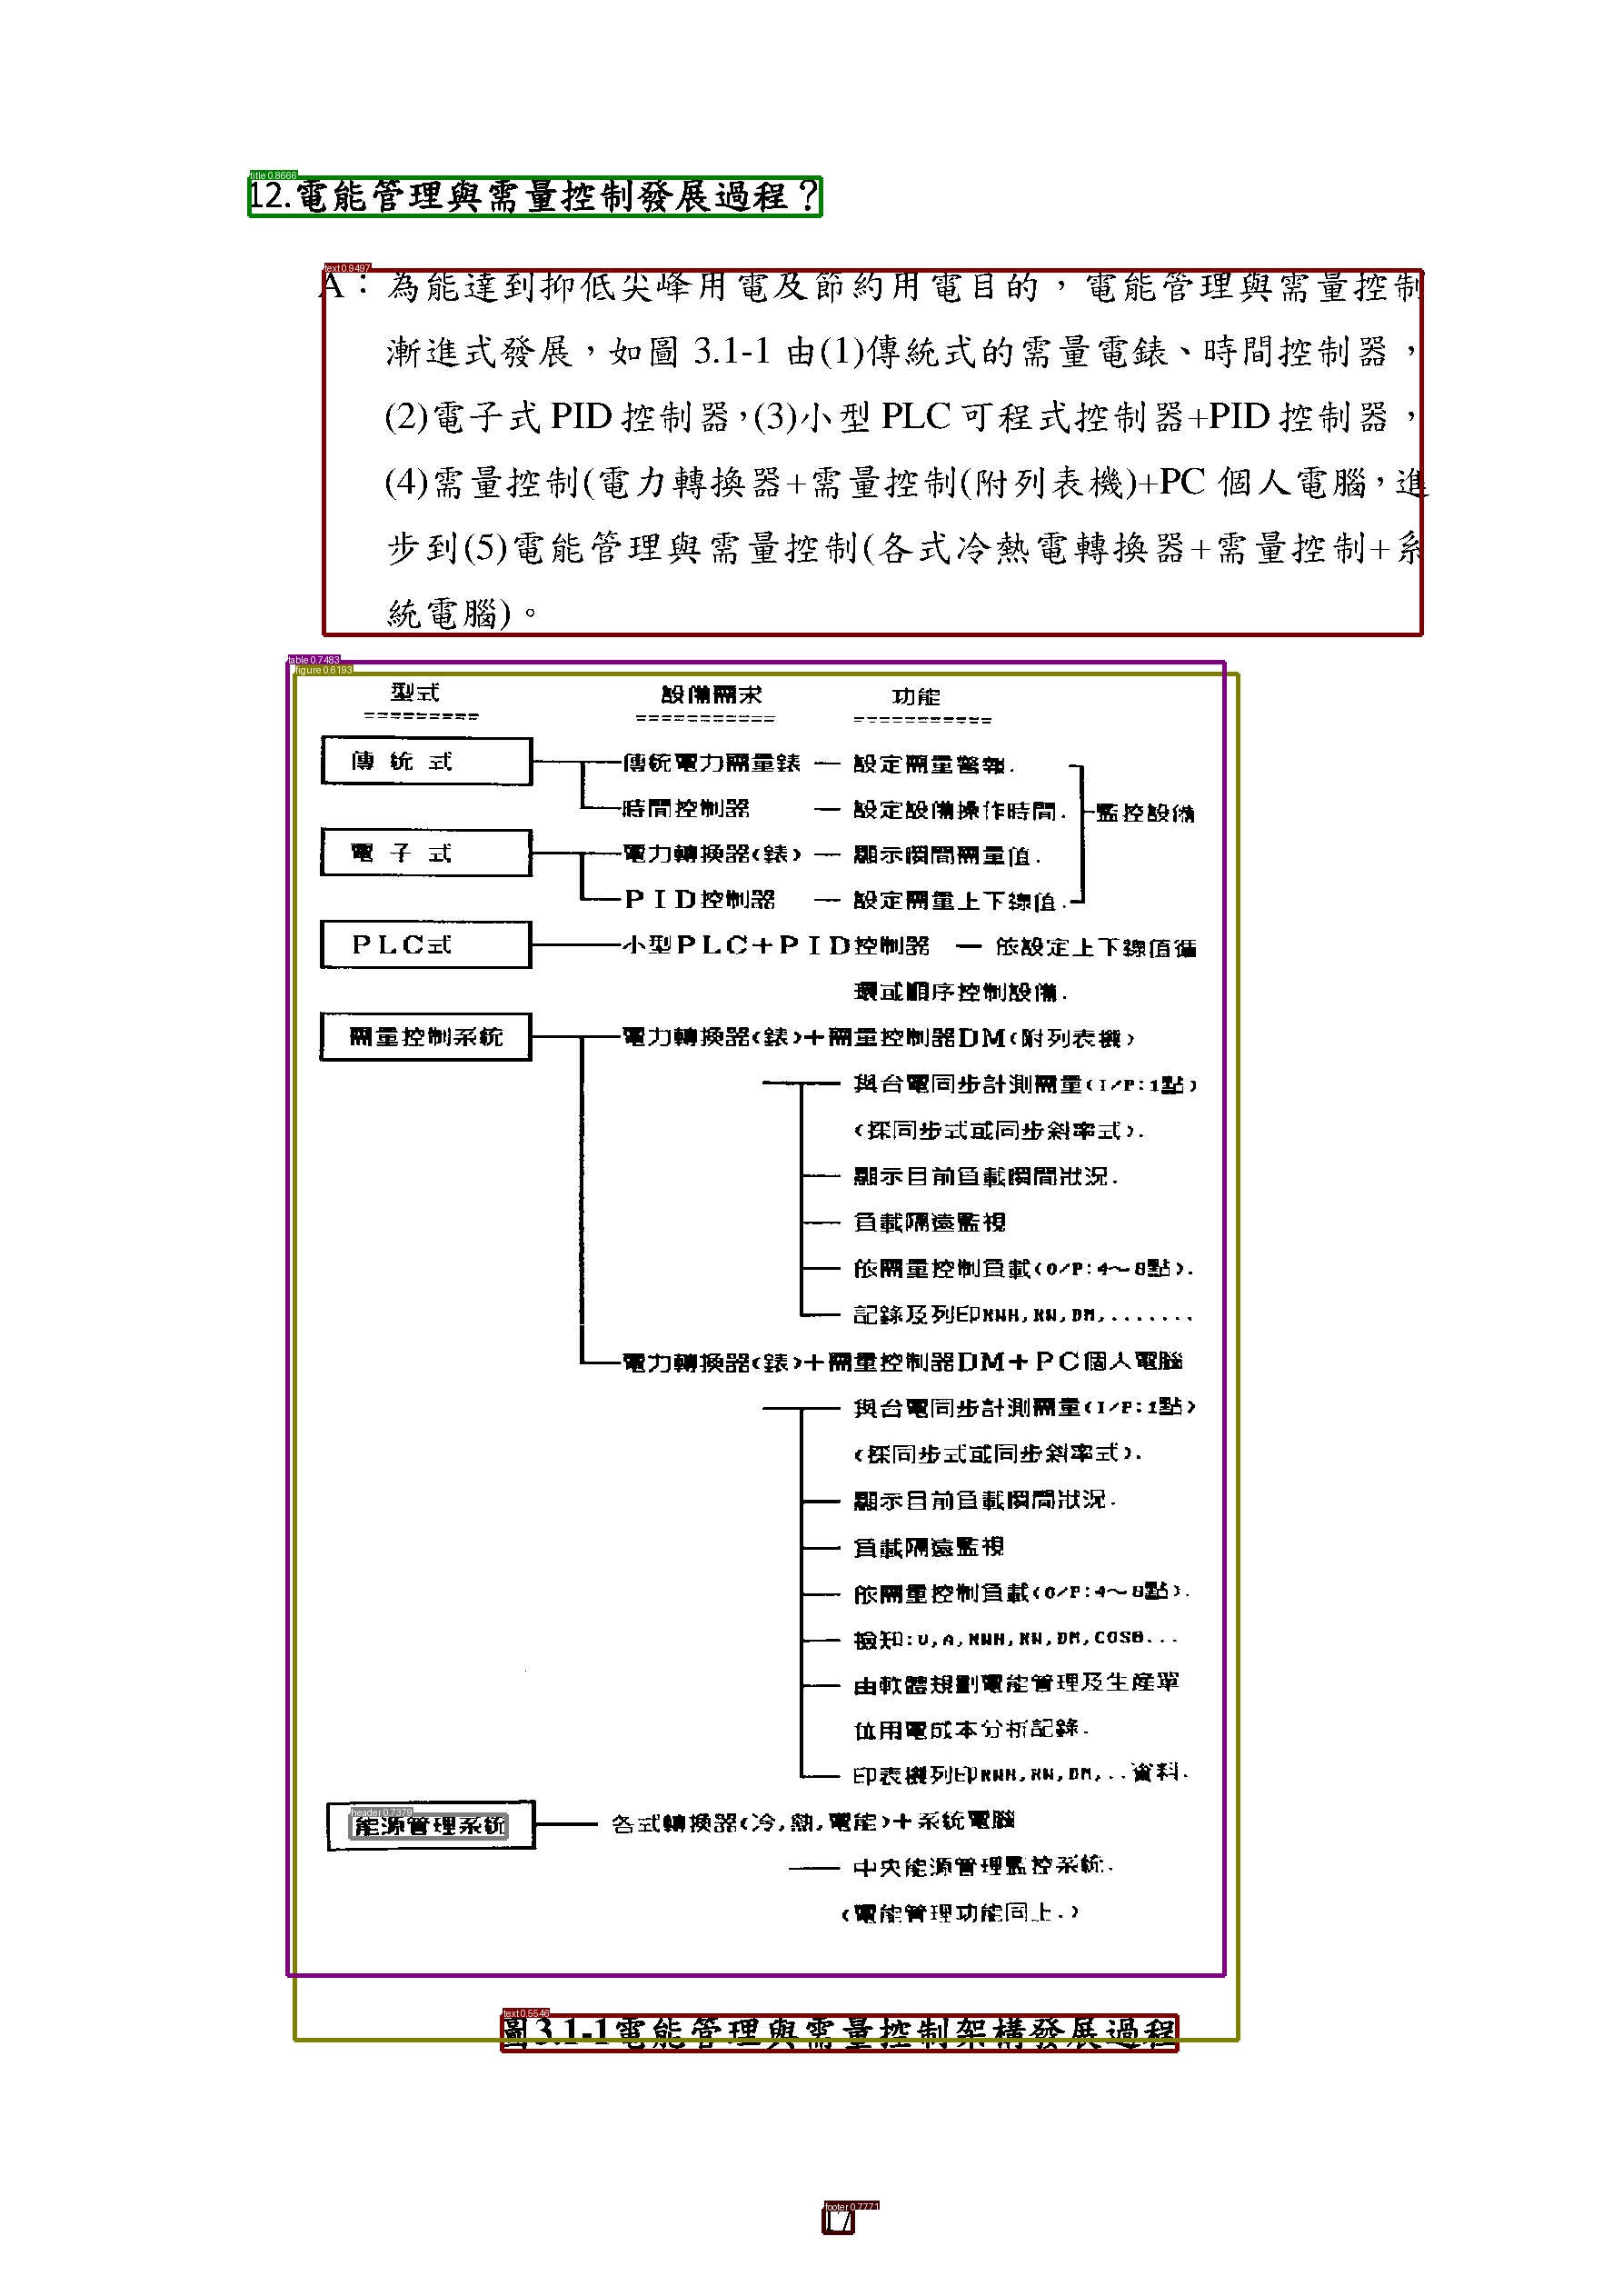 title 0.8666
12.電能管理與需量控制發展過程？
text 0.9497
A：為能達到抑低尖峰用電及節約用電目的，電能管理與需量控制
漸進式發展，如圖 3.1-1 由(1)傳統式的需量電錶、時間控制器，
(2)電子式 PID 控制器，(3)小型 PLC 可程式控制器+PID 控制器，
(4)需量控制(電力轉換器+需量控制(附列表機)+PC 個人電腦，進
步到(5)電能管理與需量控制(各式冷熱電轉換器+需量控制+系
統電腦)。
table 0.7483
figure 0.6193
型式 設備需求 功能
========= =========== ===========
傳統式 傳統電力需量錶 — 設定需量警報.
時間控制器 — 設定設備操作時間. 監控設備
電子式 電力轉換器(錶) — 顯示瞬間需量值.
ＰＩＤ控制器 — 設定需量上下線值.
ＰＬＣ式 小型ＰＬＣ＋ＰＩＤ控制器 — 依設定上下線值循
環或順序控制設備.
需量控制系統 電力轉換器(錶)＋需量控制器ＤＭ(附列表機)
與台電同步計測需量(I/P:1點)
(採同步式或同步斜率式).
顯示目前負載瞬間狀況.
負載隔遠監視
依需量控制負載(O/P:4～8點).
記錄及列印KWH,KW,DM,.......
電力轉換器(錶)＋需量控制器ＤＭ＋ＰＣ個人電腦
與台電同步計測需量(I/P:1點)
(採同步式或同步斜率式).
顯示目前負載瞬間狀況.
負載隔遠監視
依需量控制負載(O/P:4～8點).
檢知:V,A,KWH,KW,DM,COSθ...
由軟體規劃電能管理及生産單
位用電成本分析記錄.
印表機列印KWH,KW,DM,..資料.
header 0.7379
能源管理系統 各式轉換器(冷,熱,電能)＋系統電腦
中央能源管理監控系統.
(電能管理功能同上.)
text 0.5546
圖3.1-1電能管理與需量控制架構發展過程
footer 0.7771
17